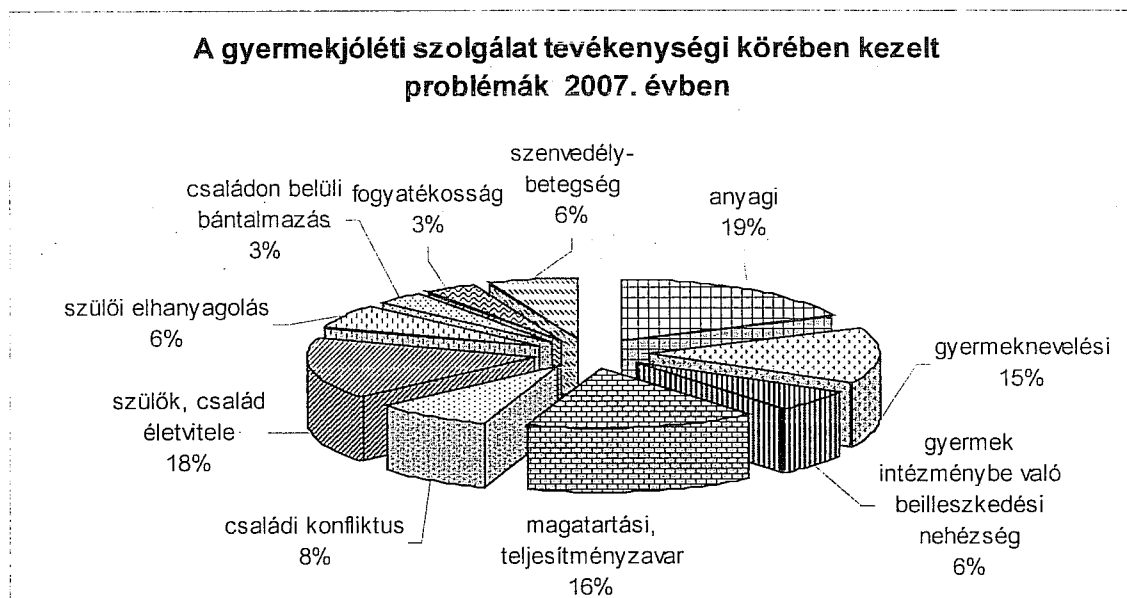 A gyermekjóléti szolgálat tevékenységi körében kezelt
problémák 2007. évben
szenvedély-
betegség
6%
anyagi
19%
családon belüli
bántalmazás
3%
fogyatékosság
3%
szülői elhanyagolás
6%
gyermeknevelési
15%
szülők, család
életvitele
18%
gyermek
intézménybe való
beilleszkedési
nehézség
6%
családi konfliktus
8%
magatartási,
teljesítményzavar
16%